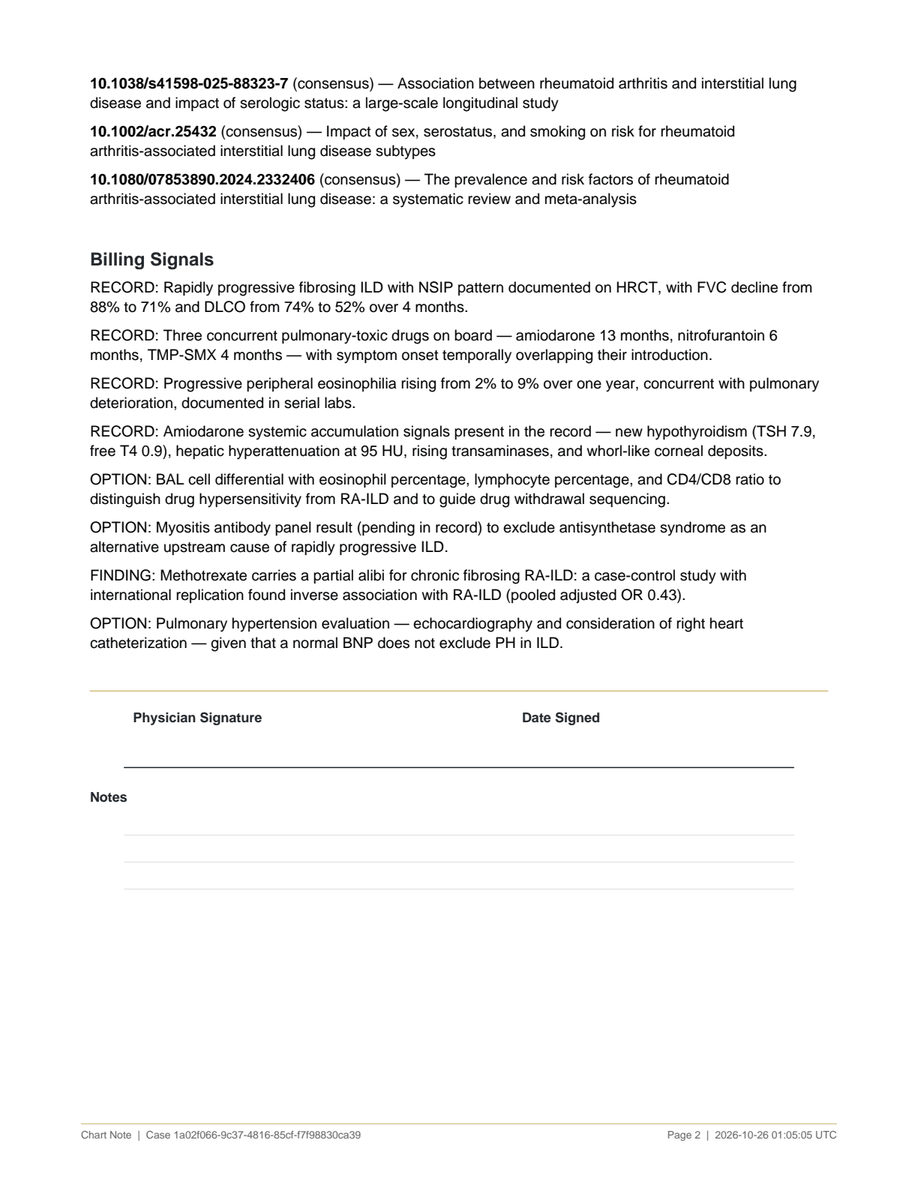 10.1038/s41598-025-88323-7 (consensus) — Association between rheumatoid arthritis and interstitial lung
disease and impact of serologic status: a large-scale longitudinal study
10.1002/acr.25432 (consensus) — Impact of sex, serostatus, and smoking on risk for rheumatoid
arthritis-associated interstitial lung disease subtypes
10.1080/07853890.2024.2332406 (consensus) — The prevalence and risk factors of rheumatoid
arthritis-associated interstitial lung disease: a systematic review and meta-analysis
Billing Signals
RECORD: Rapidly progressive fibrosing ILD with NSIP pattern documented on HRCT, with FVC decline from
88% to 71% and DLCO from 74% to 52% over 4 months.
RECORD: Three concurrent pulmonary-toxic drugs on board — amiodarone 13 months, nitrofurantoin 6
months, TMP-SMX 4 months — with symptom onset temporally overlapping their introduction.
RECORD: Progressive peripheral eosinophilia rising from 2% to 9% over one year, concurrent with pulmonary
deterioration, documented in serial labs.
RECORD: Amiodarone systemic accumulation signals present in the record — new hypothyroidism (TSH 7.9,
free T4 0.9), hepatic hyperattenuation at 95 HU, rising transaminases, and whorl-like corneal deposits.
OPTION: BAL cell differential with eosinophil percentage, lymphocyte percentage, and CD4/CD8 ratio to
distinguish drug hypersensitivity from RA-ILD and to guide drug withdrawal sequencing.
OPTION: Myositis antibody panel result (pending in record) to exclude antisynthetase syndrome as an
alternative upstream cause of rapidly progressive ILD.
FINDING: Methotrexate carries a partial alibi for chronic fibrosing RA-ILD: a case-control study with
international replication found inverse association with RA-ILD (pooled adjusted OR 0.43).
OPTION: Pulmonary hypertension evaluation — echocardiography and consideration of right heart
catheterization — given that a normal BNP does not exclude PH in ILD.
Physician Signature Date Signed
Notes
Chart Note | Case 1a02f066-9c37-4816-85cf-f7f98830ca39 Page 2 | 2026-10-26 01:05:05 UTC